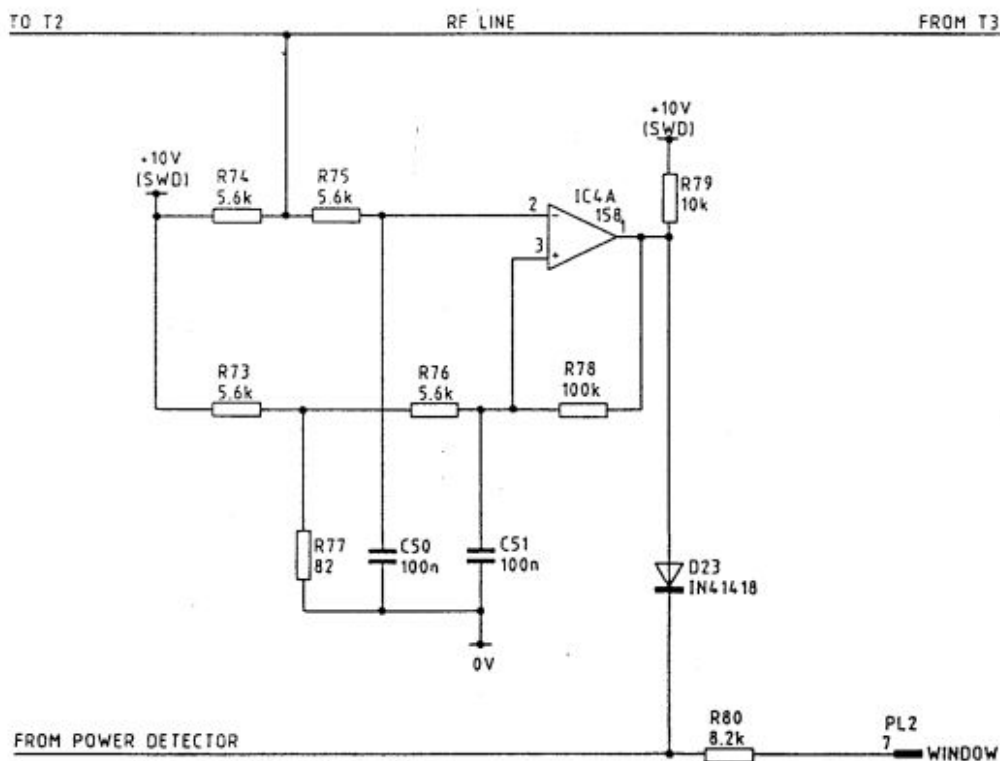 TO T2
RF LINE
FROM T3
+10V
(SWD)
R79
10k
+10V
(SWD)
R74
5.6k
R75
5.6k
IC4A
158
2
-
1
3
+
R73
5.6k
R76
5.6k
R78
100k
R77
82
C50
100n
C51
100n
D23
IN41418
0V
FROM POWER DETECTOR
R80
8.2k
PL2
7
WINDOW